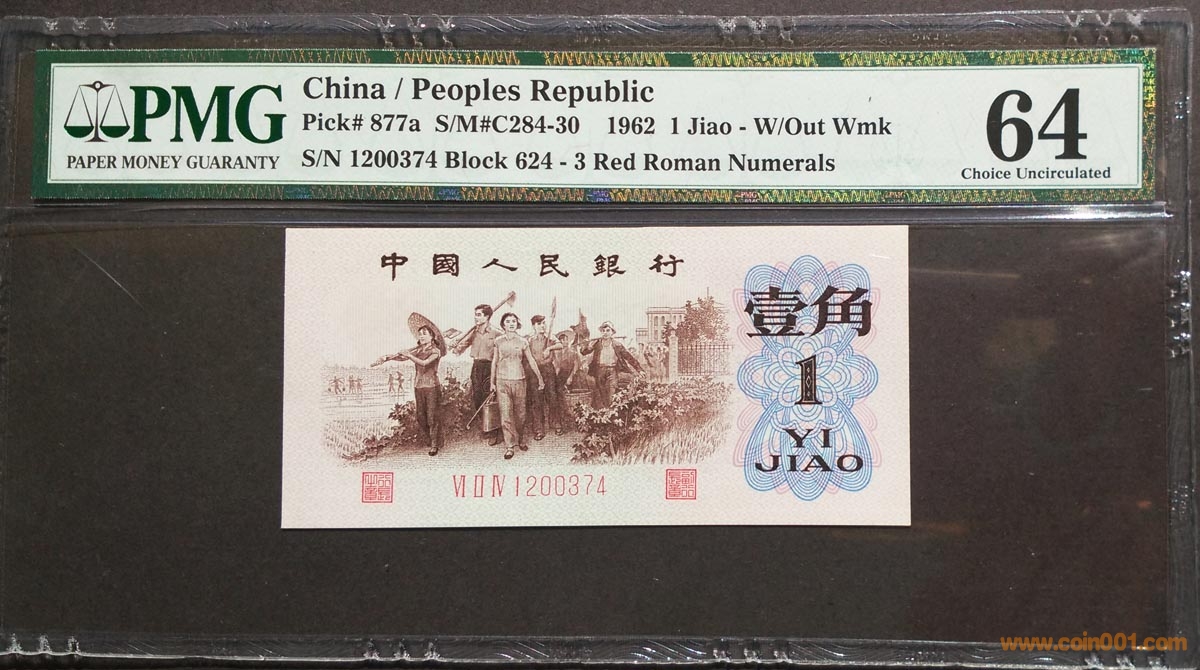 PMG
PAPER MONEY GUARANTY
China / Peoples Republic
Pick# 877a S/M#C284-30 1962 1 Jiao - W/Out Wmk
S/N 1200374 Block 624 - 3 Red Roman Numerals
64
Choice Uncirculated
中國人民銀行
壹角
1
YI
JIAO
VI II IV 1200374
www.coin001.com